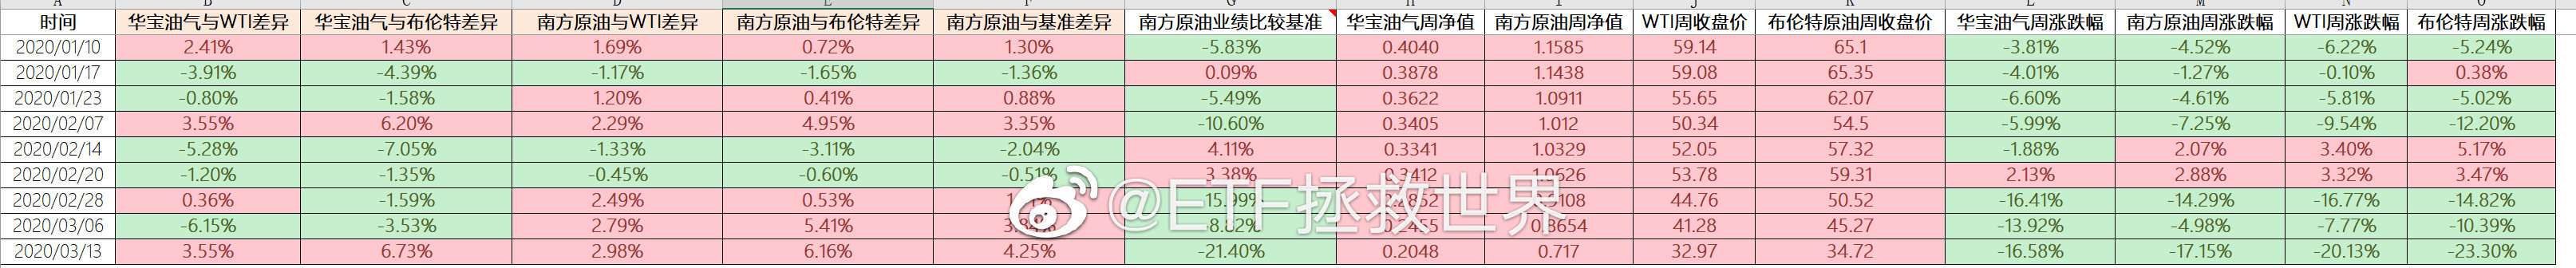 A B C D E F G H I J K L M N O
时间 华宝油气与WTI差异 华宝油气与布伦特差异 南方原油与WTI差异 南方原油与布伦特差异 南方原油与基准差异 南方原油业绩比较基准 华宝油气周净值 南方原油周净值 WTI周收盘价 布伦特原油周收盘价 华宝油气周涨跌幅 南方原油周涨跌幅 WTI周涨跌幅 布伦特周涨跌幅
2020/01/10 2.41% 1.43% 1.69% 0.72% 1.30% -5.83% 0.4040 1.1585 59.14 65.1 -3.81% -4.52% -6.22% -5.24%
2020/01/17 -3.91% -4.39% -1.17% -1.65% -1.36% 0.09% 0.3878 1.1438 59.08 65.35 -4.01% -1.27% -0.10% 0.38%
2020/01/23 -0.80% -1.58% 1.20% 0.41% 0.88% -5.49% 0.3622 1.0911 55.65 62.07 -6.60% -4.61% -5.81% -5.02%
2020/02/07 3.55% 6.20% 2.29% 4.95% 3.35% -10.60% 0.3405 1.012 50.34 54.5 -5.99% -7.25% -9.54% -12.20%
2020/02/14 -5.28% -7.05% -1.33% -3.11% -2.04% 4.11% 0.3341 1.0329 52.05 57.32 -1.88% 2.07% 3.40% 5.17%
2020/02/20 -1.20% -1.35% -0.45% -0.60% -0.51% 3.38% 0.3412 1.0626 53.78 59.31 2.13% 2.88% 3.32% 3.47%
2020/02/28 0.36% -1.59% 2.49% 0.53% -15.99% 0.2852 0.9108 44.76 50.52 -16.41% -14.29% -16.77% -14.82%
2020/03/06 -6.15% -3.53% 2.79% 5.41% 3.84% -8.82% 0.2455 0.8654 41.28 45.27 -13.92% -4.98% -7.77% -10.39%
2020/03/13 3.55% 6.73% 2.98% 6.16% 4.25% -21.40% 0.2048 0.717 32.97 34.72 -16.58% -17.15% -20.13% -23.30%
@ETF拯救世界